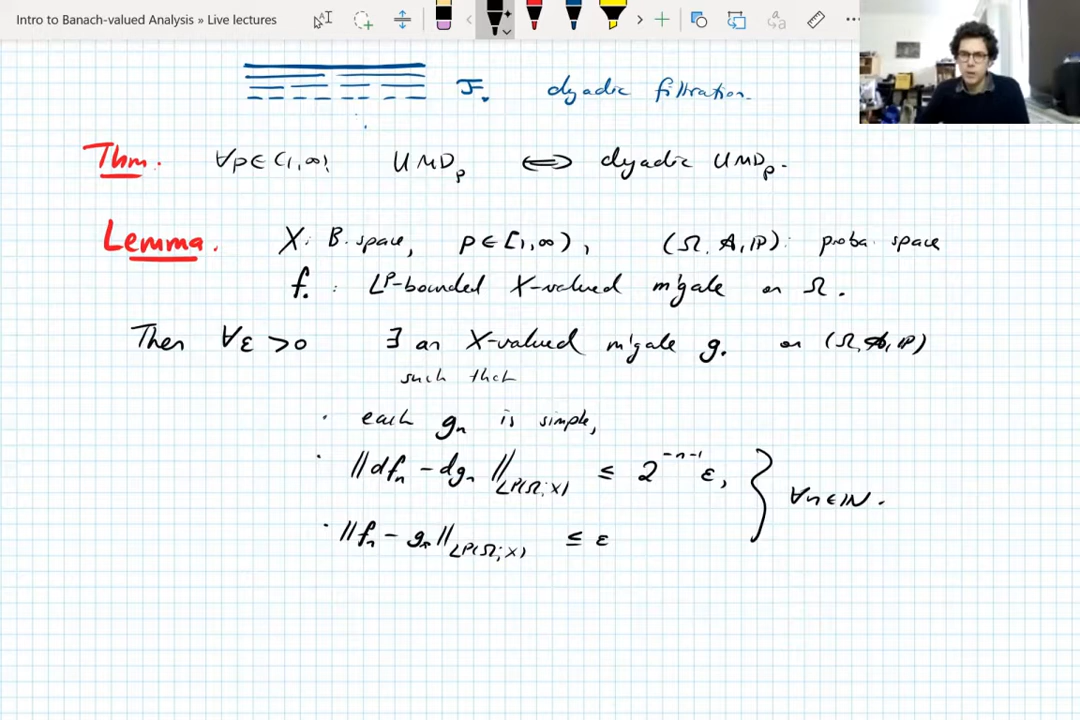 Intro to Banach-valued Analysis » Live lectures
F. dyadic filtration.
Thm. ∀p∈(1,∞): UMD_p ⟺ dyadic UMD_p.
Lemma. X: B. space, p∈[1,∞), (Ω, A, ℙ): proba. space
f. : L^p-bounded X-valued m'gale on Ω.
Then ∀ε>0 ∃ an X-valued m'gale g. on (Ω, A, ℙ)
such that
· each g_n is simple,
· ||df_n - dg_n||_{L^p(Ω;X)} ≤ 2^{-n-1} ε, } ∀n∈ℕ.
· ||f_n - g_n||_{L^p(Ω;X)} ≤ ε